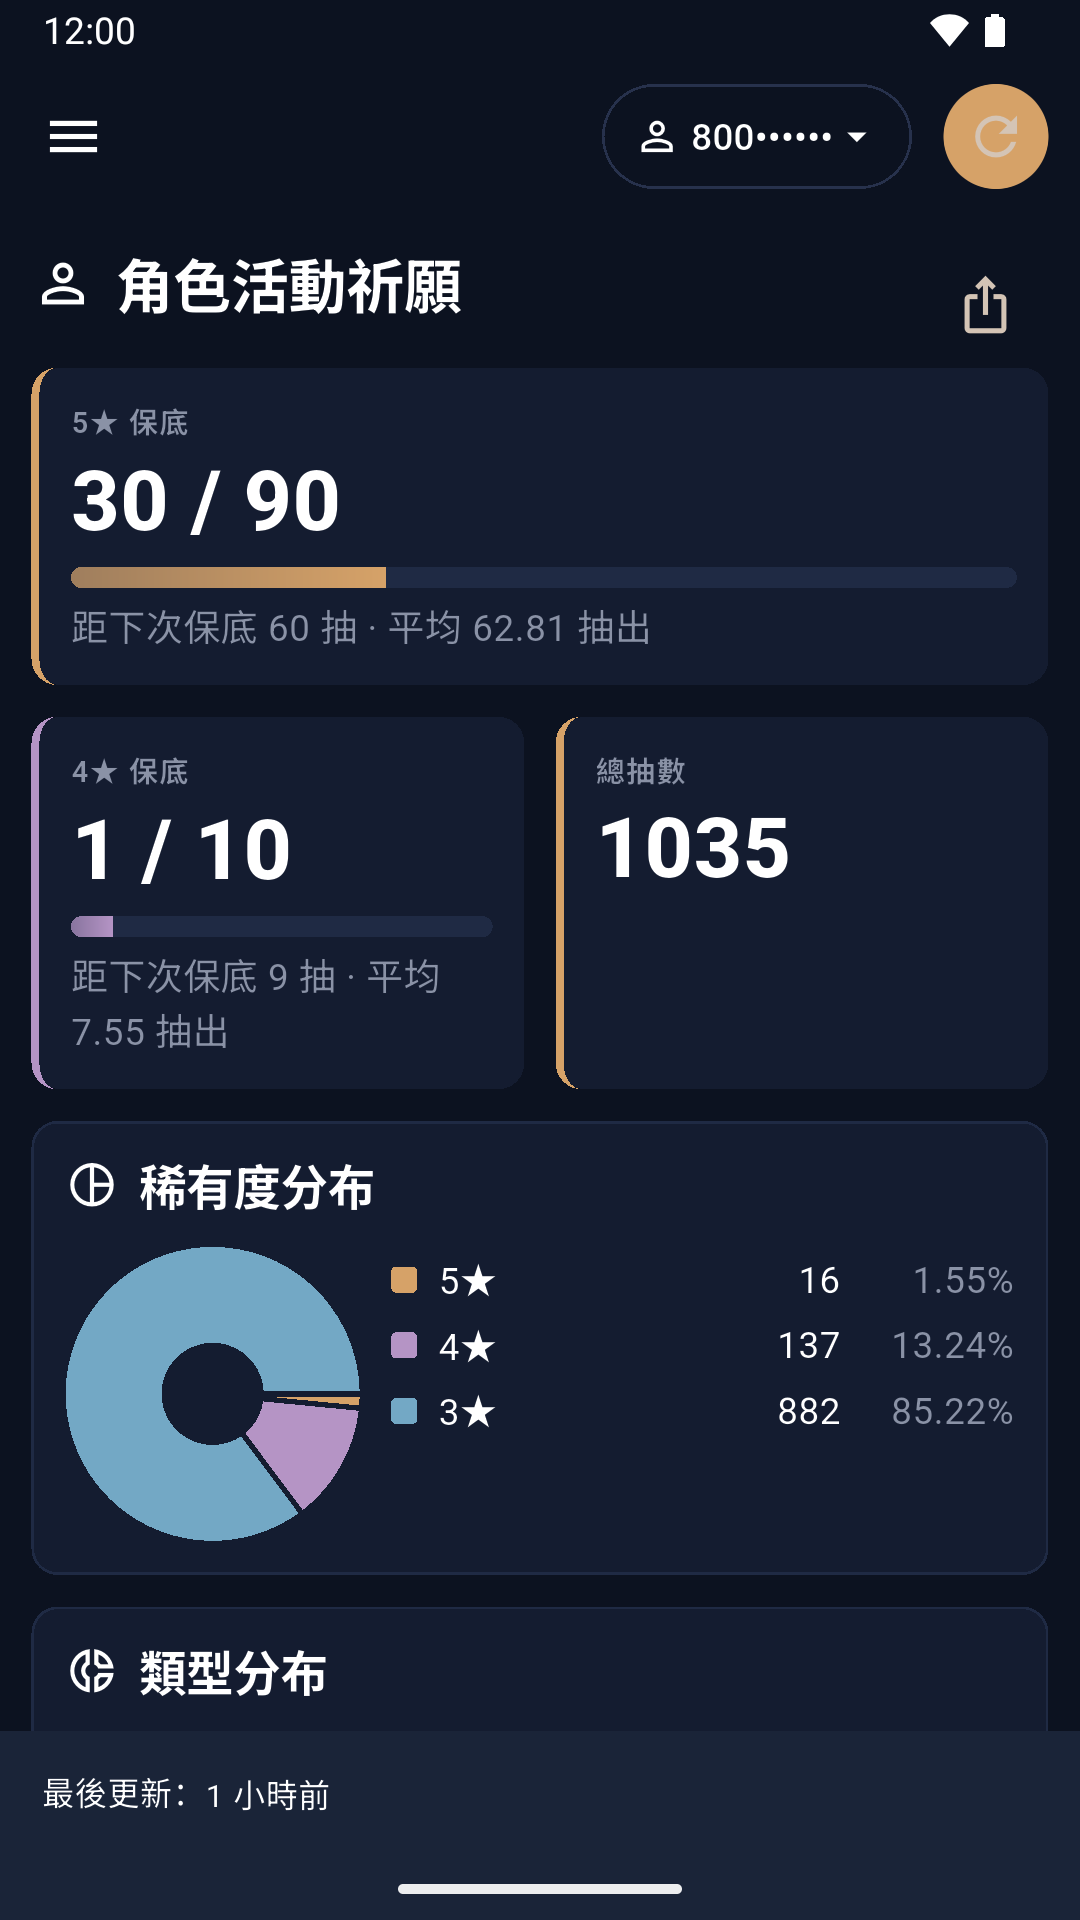 12:00
800••••••
角色活動祈願
5★ 保底
30 / 90
距下次保底 60 抽 · 平均 62.81 抽出
4★ 保底
1 / 10
距下次保底 9 抽 · 平均
7.55 抽出
總抽數
1035
稀有度分布
5★ 16 1.55%
4★ 137 13.24%
3★ 882 85.22%
類型分布
最後更新：1 小時前